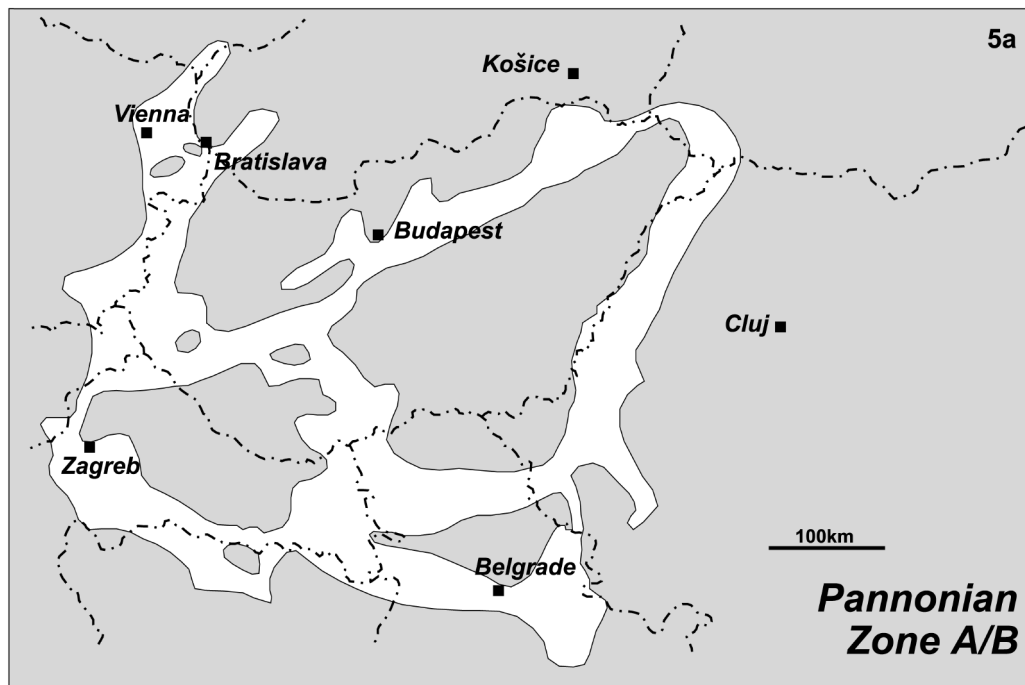 5a
Košice
Vienna
Bratislava
Budapest
Cluj
Zagreb
100km
Belgrade
Pannonian
Zone A/B